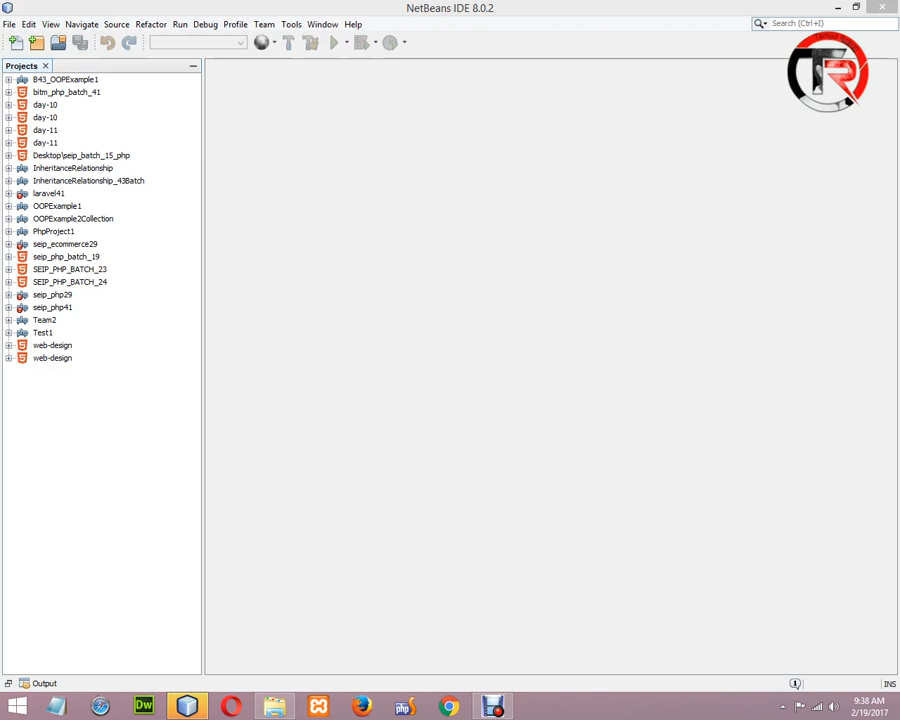 NetBeans IDE 8.0.2
File Edit View Navigate Source Refactor Run Debug Profile Team Tools Window Help
Search (Ctrl+I)
Projects
B43_OOPExample1
bitm_php_batch_41
day-10
day-10
day-11
day-11
Desktop\seip_batch_15_php
InheritanceRelationship
InheritanceRelationship_43Batch
laravel41
OOPExample1
OOPExample2Collection
PhpProject1
seip_ecommerce29
seip_php_batch_19
SEIP_PHP_BATCH_23
SEIP_PHP_BATCH_24
seip_php29
seip_php41
Team2
Test1
web-design
web-design
Output
INS
Dw
php
9:38 AM
2/19/2017
TR